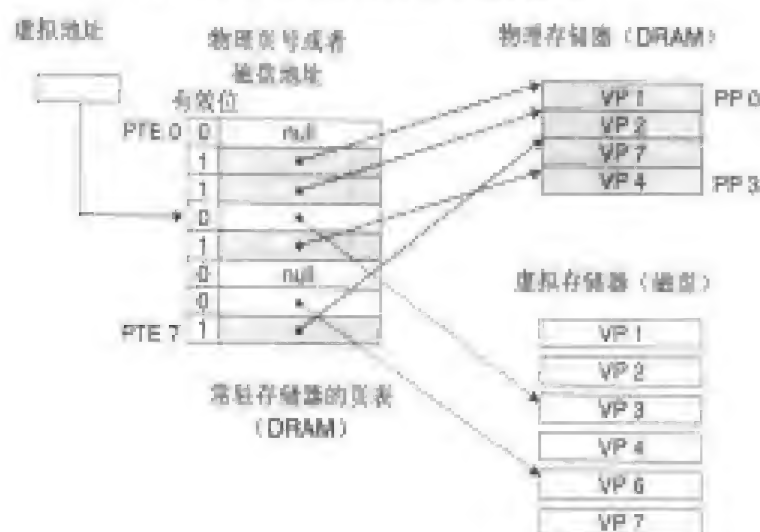 虚拟地址
物理页号或者
磁盘地址
有效位
PTE 0 0 null
1
1
0
1
0 null
0
PTE 7 1
常驻存储器的页表
(DRAM)
物理存储器(DRAM)
VP 1 PP 0
VP 2
VP 7
VP 4 PP 3
虚拟存储器(磁盘)
VP 1
VP 2
VP 3
VP 4
VP 6
VP 7